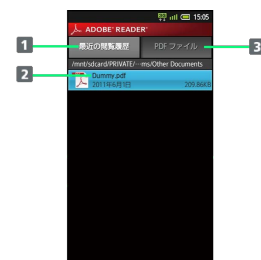 15:05
ADOBE® READER®
1
最近の閲覧履歴
PDF ファイル
3
/mnt/sdcard/PRIVATE/···ms/Other Documents
2
Dummy.pdf
2011年6月1日
209.86KB